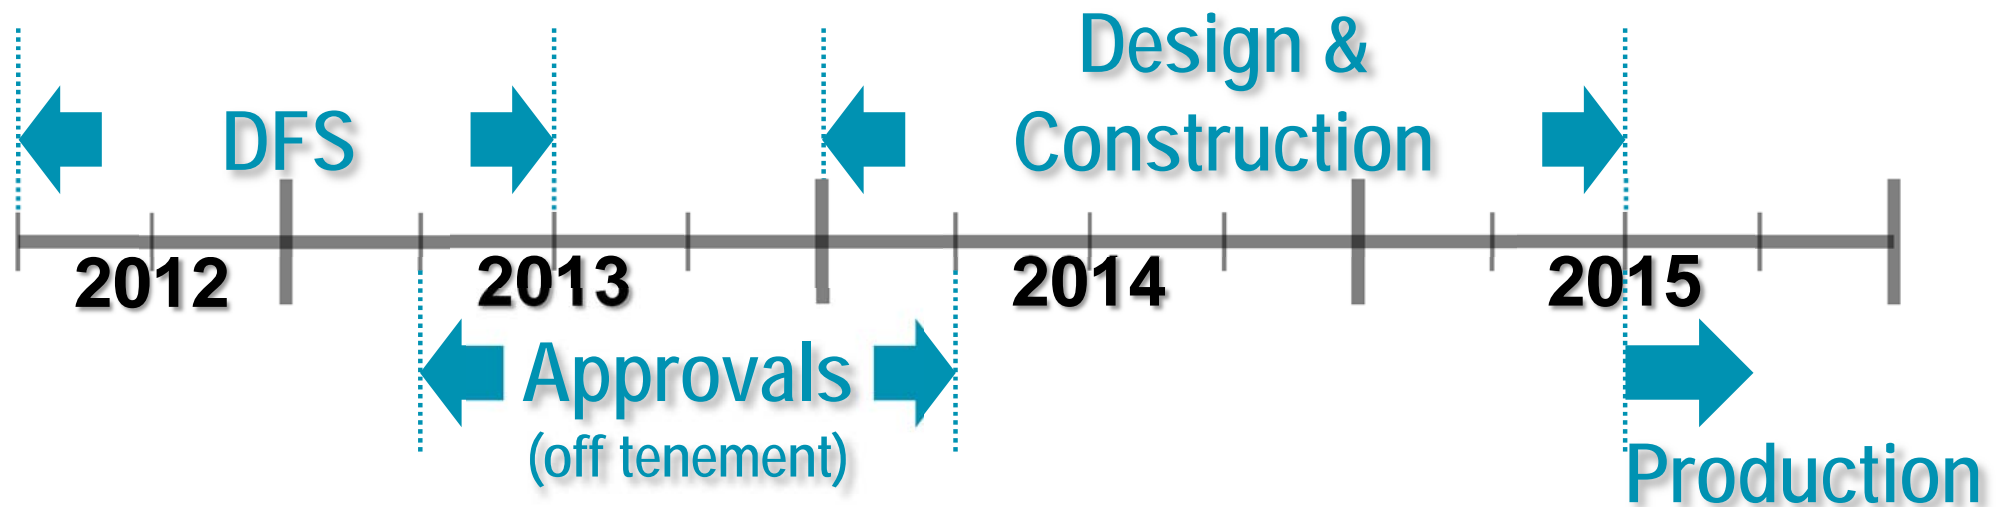 Design &
DFS
Construction
2012
2013
2014
2015
Approvals
(off tenement)
Production